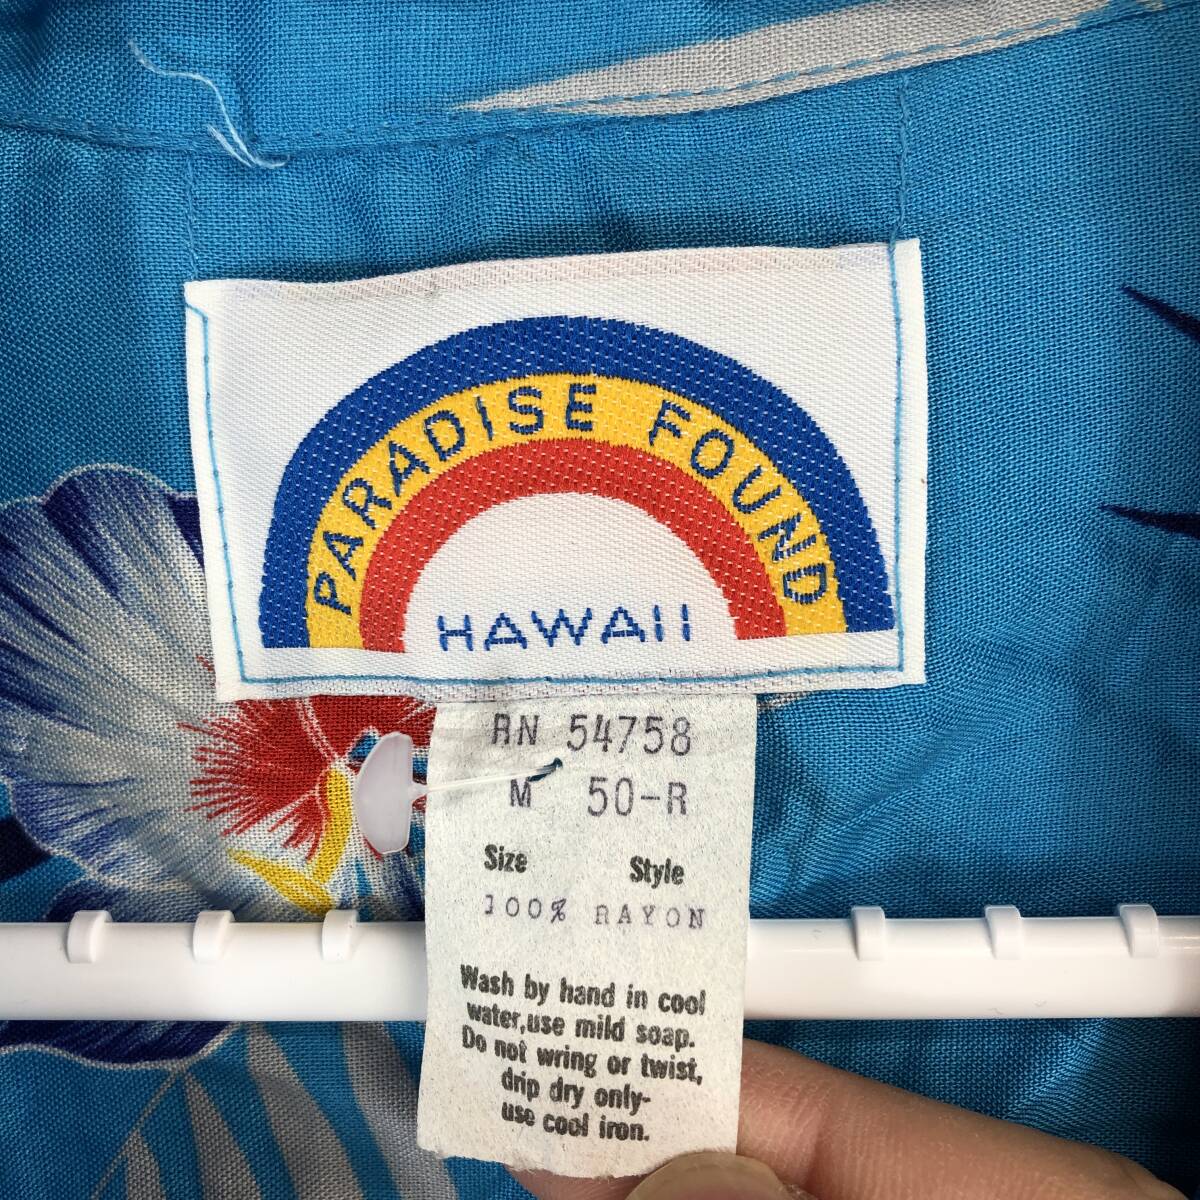 PARADISE FOUND
HAWAII
RN 54758
M 50-R
Size Style
100% RAYON
Wash by hand in cool
water,use mild soap.
Do not wring or twist,
drip dry only-
use cool iron.